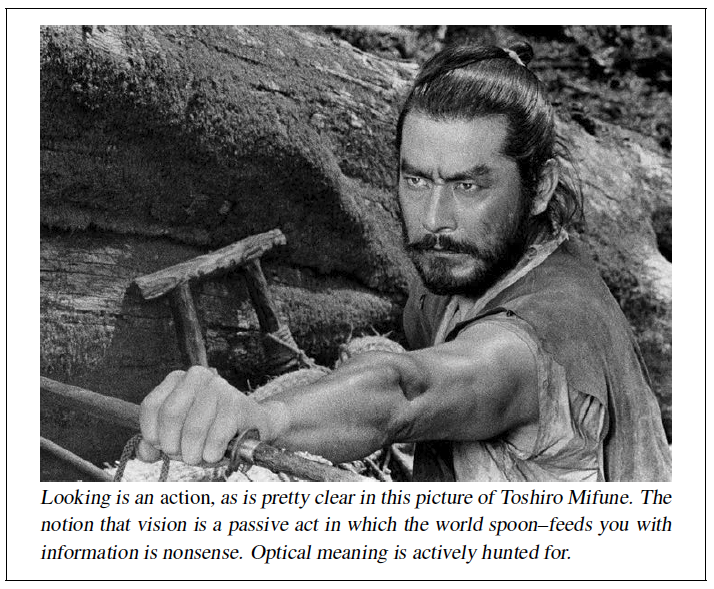 Looking is an action, as is pretty clear in this picture of Toshiro Mifune. The
notion that vision is a passive act in which the world spoon–feeds you with
information is nonsense. Optical meaning is actively hunted for.